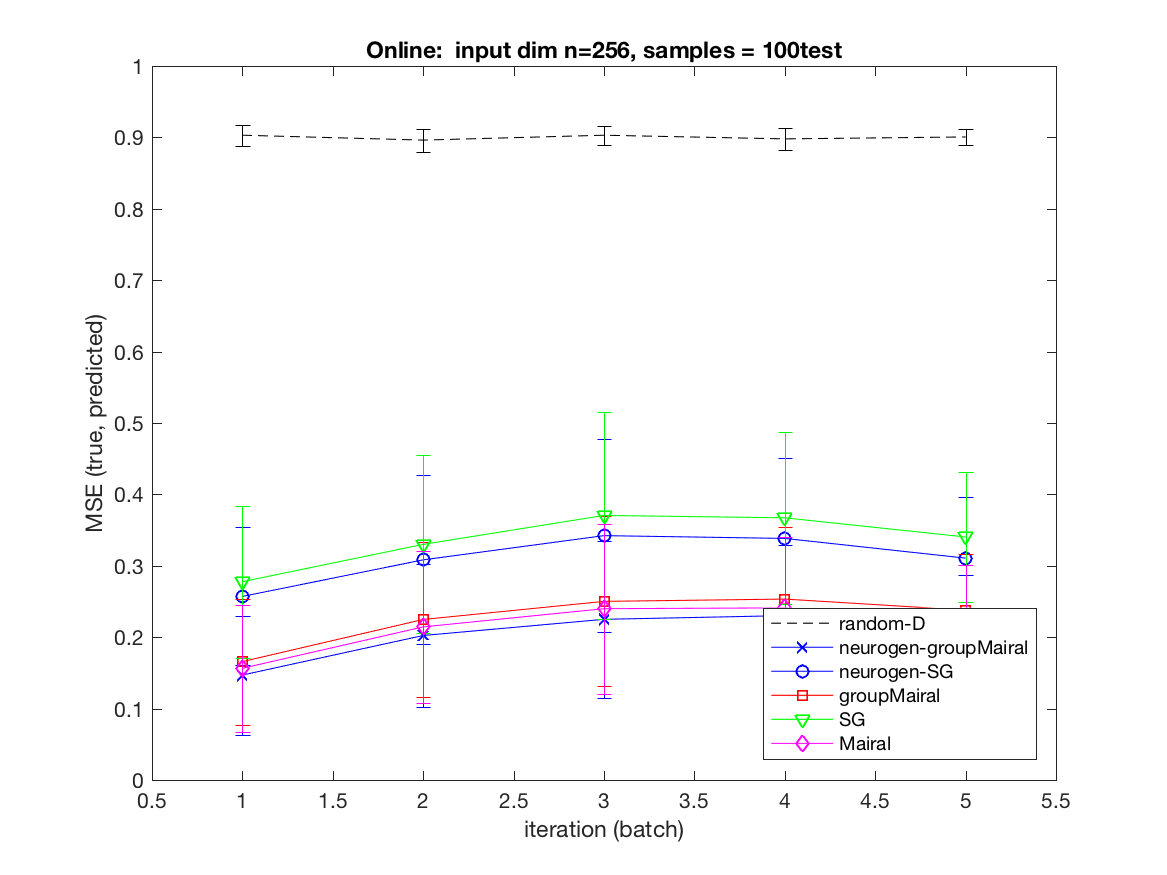 Online:  input dim n=256, samples = 100test
1
0.9
0.8
0.7
0.6
0.5
0.4
0.3
0.2
0.1
0
MSE (true, predicted)
random-D
neurogen-groupMairal
neurogen-SG
groupMairal
SG
Mairal
0.5 1 1.5 2 2.5 3 3.5 4 4.5 5 5.5
iteration (batch)